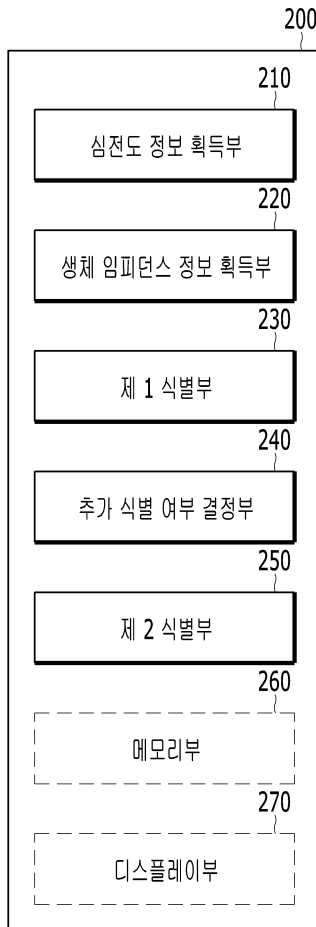 200
210
심전도 정보 획득부
220
생체 임피던스 정보 획득부
230
제 1 식별부
240
추가 식별 여부 결정부
250
제 2 식별부
260
메모리부
270
디스플레이부